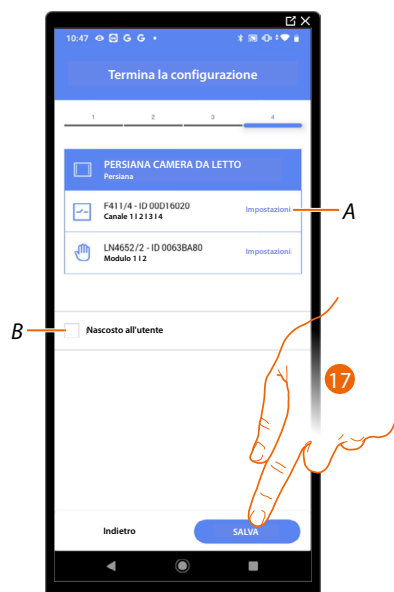 10:47 G G
Termina la configurazione
1 2 3 4
PERSIANA CAMERA DA LETTO
Persiana
F411/4 - ID 00D16020
Canale 1 I 2 I 3 I 4
Impostazioni
A
LN4652/2 - ID 0063BA80
Modulo 1 I 2
Impostazioni
B
Nascosto all'utente
17
Indietro
SALVA